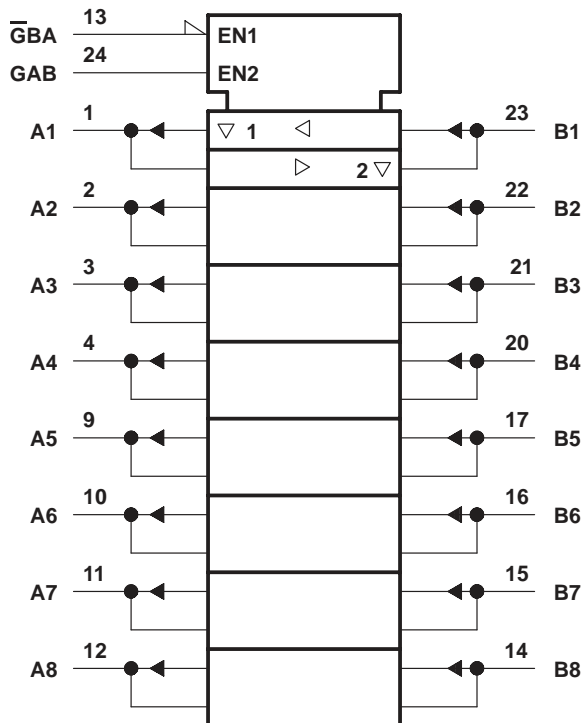 13
G̅BA EN1
24
GAB EN2
1 23
A1 1 B1
2
2 22
A2 B2
3 21
A3 B3
4 20
A4 B4
9 17
A5 B5
10 16
A6 B6
11 15
A7 B7
12 14
A8 B8